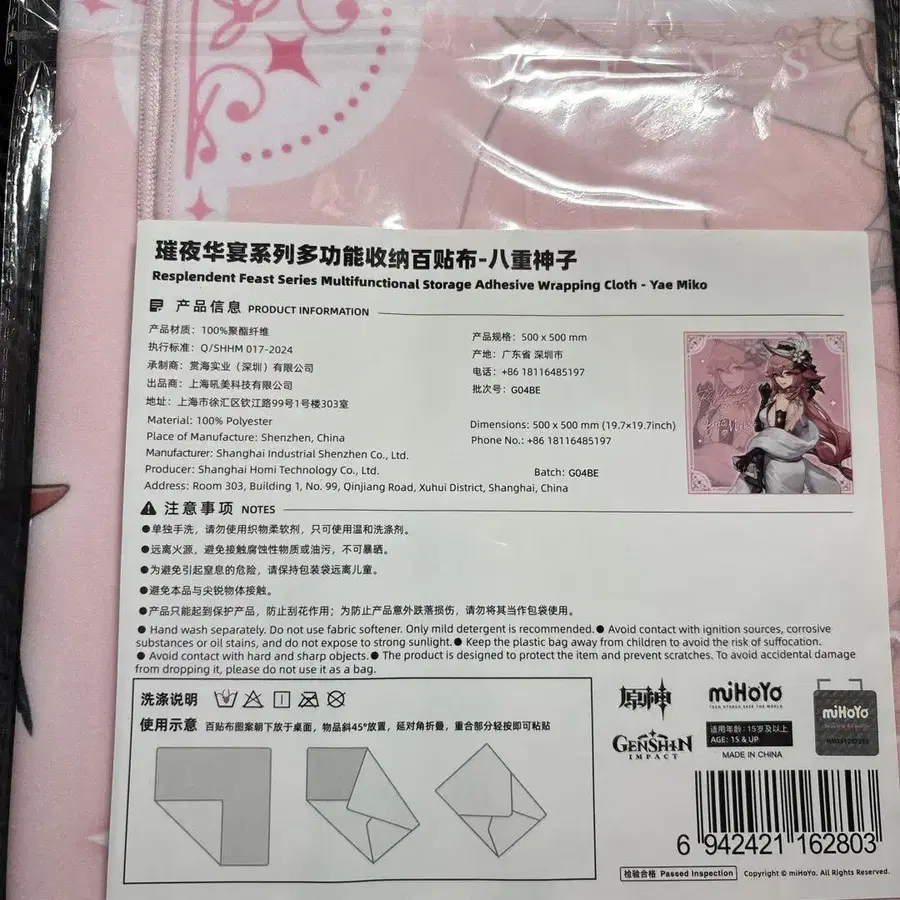 璀夜华宴系列多功能收纳百贴布-八重神子
Resplendent Feast Series Multifunctional Storage Adhesive Wrapping Cloth - Yae Miko
产品信息 PRODUCT INFORMATION
产品材质：100%聚酯纤维
执行标准：Q/SHHM 017-2024
承制商：赏海实业（深圳）有限公司
出品商：上海吼美科技有限公司
地址：上海市徐汇区钦江路99号1号楼303室
产品规格：500 x 500 mm
产地：广东省 深圳市
电话：+86 18116485197
批次号：G04BE
Material: 100% Polyester
Place of Manufacture: Shenzhen, China
Manufacturer: Shanghai Industrial Shenzhen Co., Ltd.
Producer: Shanghai Homi Technology Co., Ltd.
Address: Room 303, Building 1, No. 99, Qinjiang Road, Xuhui District, Shanghai, China
Dimensions: 500 x 500 mm (19.7×19.7inch)
Phone No.: +86 18116485197
Batch: G04BE
注意事项 NOTES
●单独手洗，请勿使用织物柔软剂，只可使用温和洗涤剂。
●远离火源，避免接触腐蚀性物质或油污，不可暴晒。
●为避免引起窒息的危险，请保持包装袋远离儿童。
●避免本品与尖锐物体接触。
●产品只能起到保护产品，防止刮花作用；为防止产品意外跌落损伤，请勿将其当作包袋使用。
● Hand wash separately. Do not use fabric softener. Only mild detergent is recommended.● Avoid contact with ignition sources, corrosive
substances or oil stains, and do not expose to strong sunlight.● Keep the plastic bag away from children to avoid the risk of suffocation.
● Avoid contact with hard and sharp objects.● The product is designed to protect the item and prevent scratches. To avoid accidental damage
from dropping it, please do not use it as a bag.
洗涤说明
使用示意 百贴布图案朝下放于桌面，物品斜45°放置，延对角折叠，重合部分轻按即可粘贴
原神
GENSHIN
IMPACT
miHoYo
TECH OTAKUS SAVE THE WORLD
适用年龄：15岁及以上
AGE: 15 & UP
MADE IN CHINA
miHoYo
6 942421 162803
检验合格 Passed Inspection
Copyright © miHoYo. All Rights Reserved.